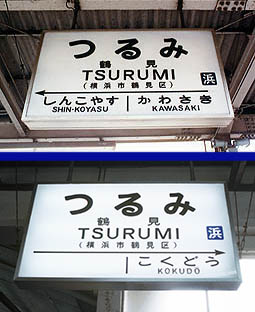 つるみ
鶴見
TSURUMI
(横浜市鶴見区)
浜
しんこやす かわさき
SHIN-KOYASU KAWASAKI
つるみ
鶴見
TSURUMI
(横浜市鶴見区)
浜
こくどう
KOKUDŌ